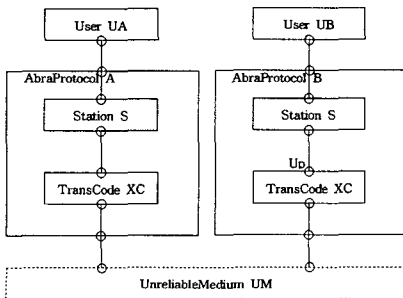 User UA
User UB
AbraProtocol A
AbraProtocol B
Station S
Station S
Up
TransCode XC
TransCode XC
UnreliableMedium UM